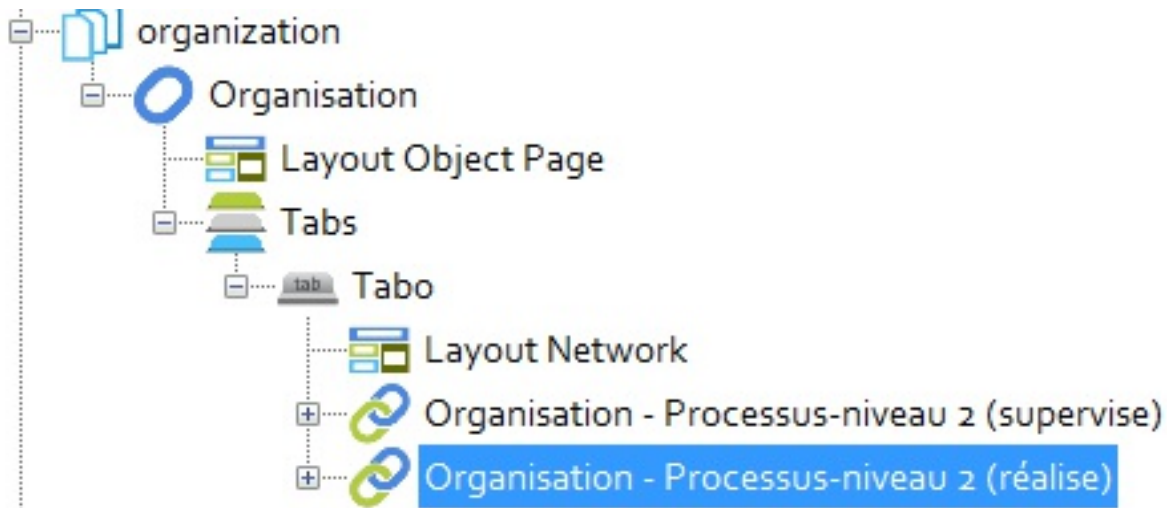 organization
Organisation
Layout Object Page
Tabs
tab Tab0
Layout Network
Organisation - Processus-niveau 2 (supervise)
Organisation - Processus-niveau 2 (réalise)